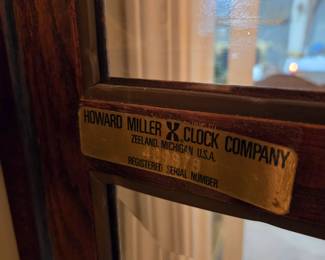 HOWARD MILLER CLOCK COMPANY
ZEELAND, MICHIGAN U.S.A.
REGISTERED SERIAL NUMBER